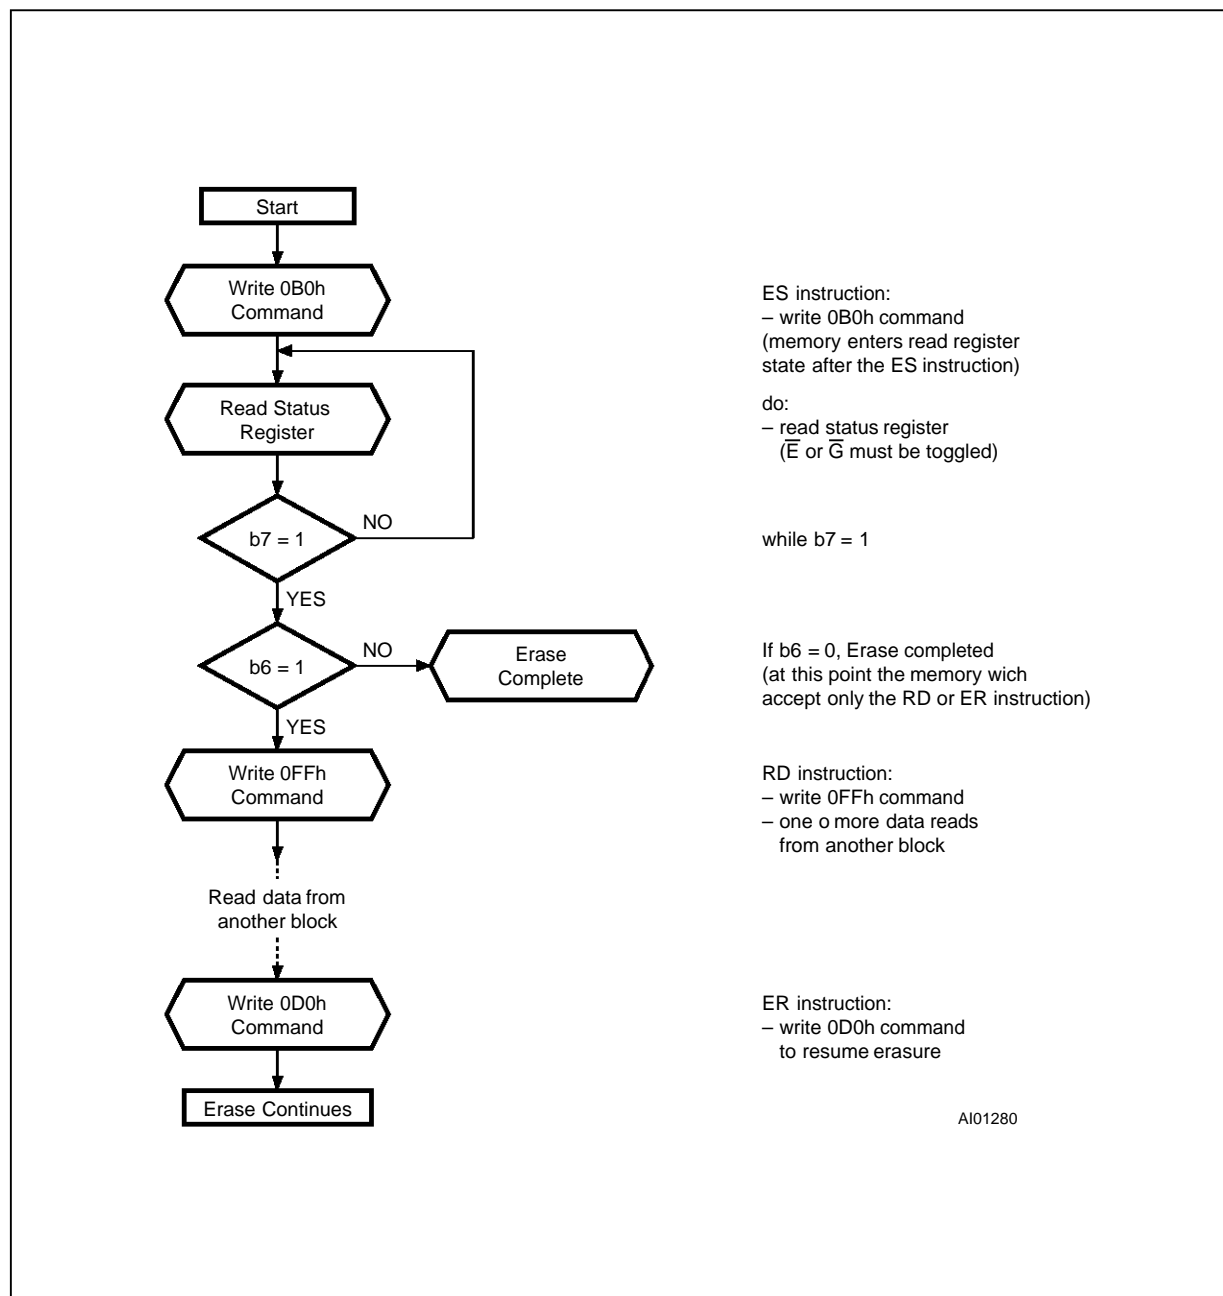 Start
Write 0B0h
Command
ES instruction:
– write 0B0h command
(memory enters read register
state after the ES instruction)
Read Status
Register
do:
– read status register
(E̅ or G̅ must be toggled)
b7 = 1
NO
while b7 = 1
YES
b6 = 1
NO
Erase
Complete
If b6 = 0, Erase completed
(at this point the memory wich
accept only the RD or ER instruction)
YES
Write 0FFh
Command
RD instruction:
– write 0FFh command
– one o more data reads
from another block
Read data from
another block
Write 0D0h
Command
ER instruction:
– write 0D0h command
to resume erasure
Erase Continues
AI01280